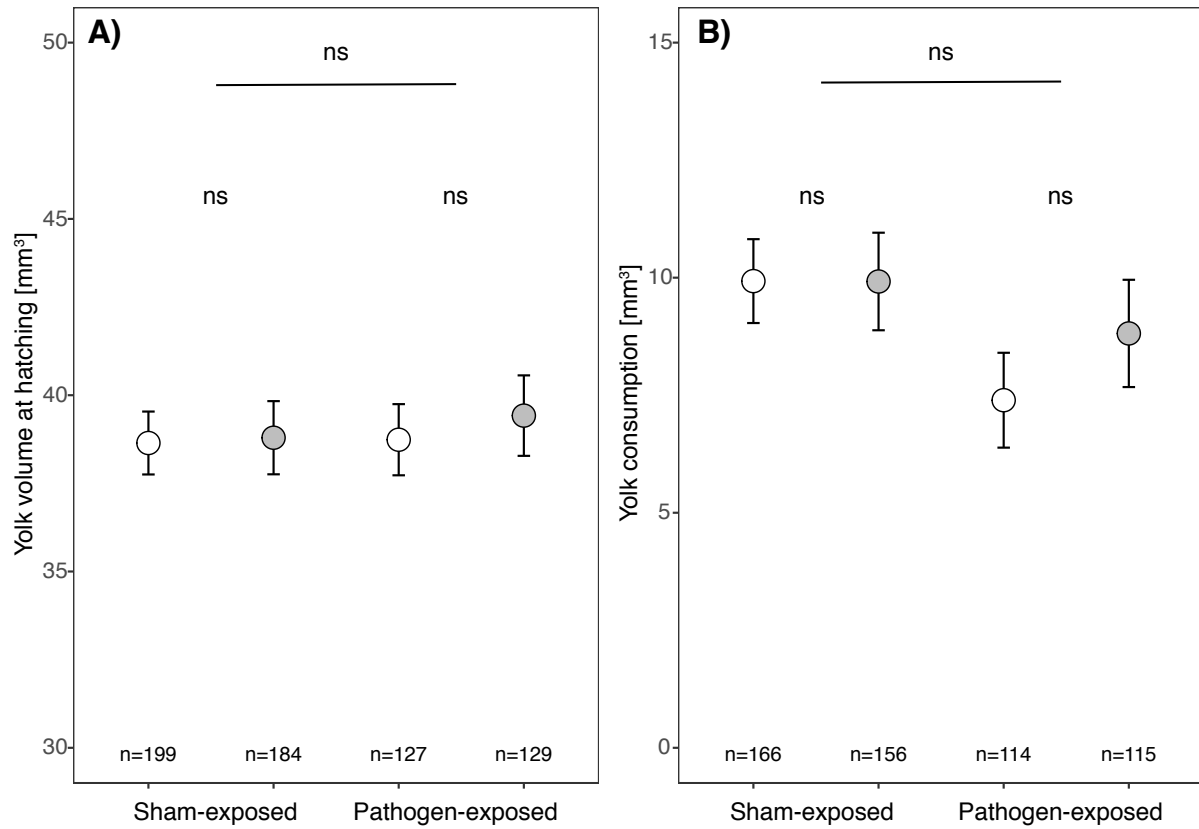 A)
ns
ns ns
Yolk volume at hatching [mm³]
50
45
40
35
30
n=199 n=184 n=127 n=129
Sham-exposed Pathogen-exposed
B)
ns
ns ns
Yolk consumption [mm³]
15
10
5
0
n=166 n=156 n=114 n=115
Sham-exposed Pathogen-exposed